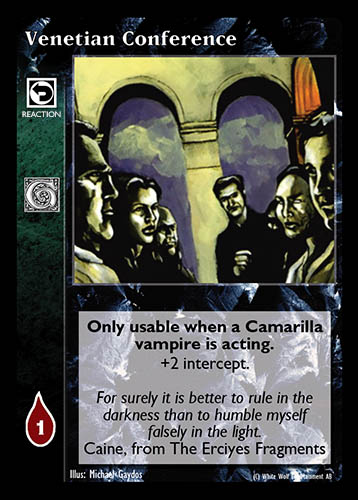 Venetian Conference
REACTION
Only usable when a Camarilla
vampire is acting.
+2 intercept.
For surely it is better to rule in the
darkness than to humble myself
falsely in the light.
Caine, from The Erciyes Fragments
1
Illus: Michael Gaydos
(C) White Wolf Entertainment AB